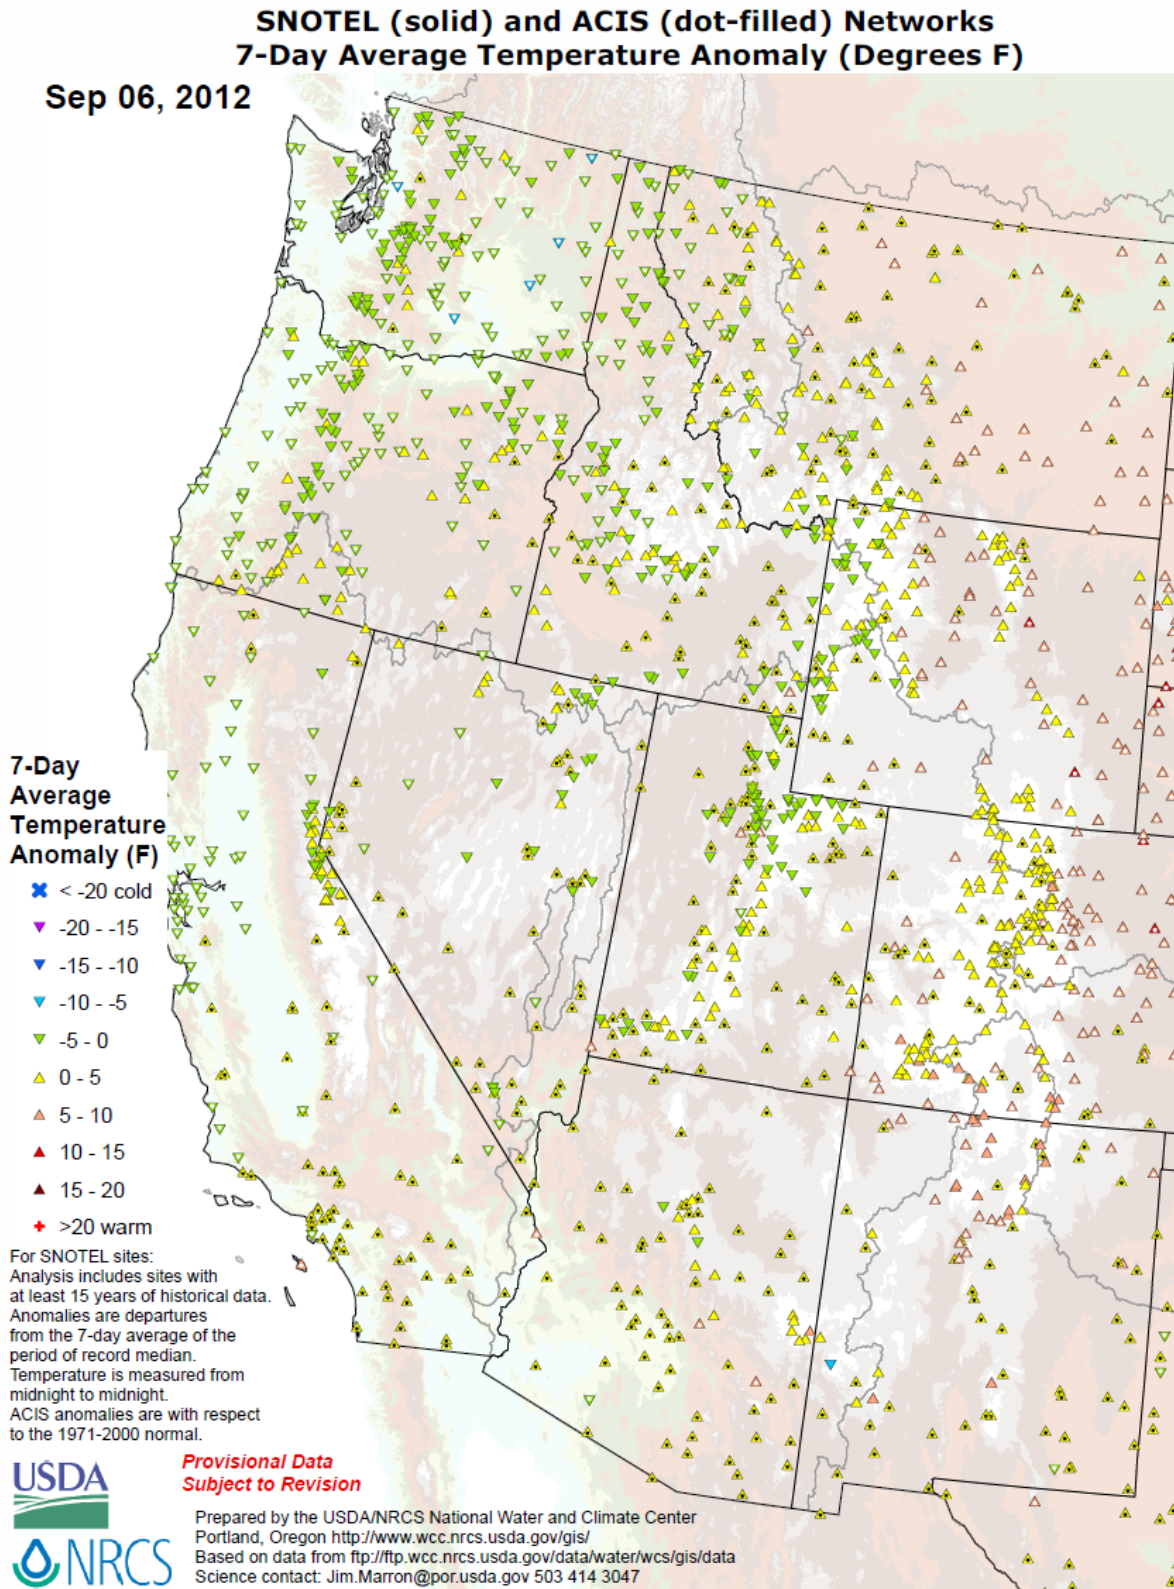 SNOTEL (solid) and ACIS (dot-filled) Networks
7-Day Average Temperature Anomaly (Degrees F)
Sep 06, 2012
7-Day
Average
Temperature
Anomaly (F)
< -20 cold
-20 - -15
-15 - -10
-10 - -5
-5 - 0
0 - 5
5 - 10
10 - 15
15 - 20
>20 warm
For SNOTEL sites:
Analysis includes sites with
at least 15 years of historical data.
Anomalies are departures
from the 7-day average of the
period of record median.
Temperature is measured from
midnight to midnight.
ACIS anomalies are with respect
to the 1971-2000 normal.
USDA
NRCS
Provisional Data
Subject to Revision
Prepared by the USDA/NRCS National Water and Climate Center
Portland, Oregon http://www.wcc.nrcs.usda.gov/gis/
Based on data from ftp://ftp.wcc.nrcs.usda.gov/data/water/wcs/gis/data
Science contact: Jim.Marron@por.usda.gov 503 414 3047